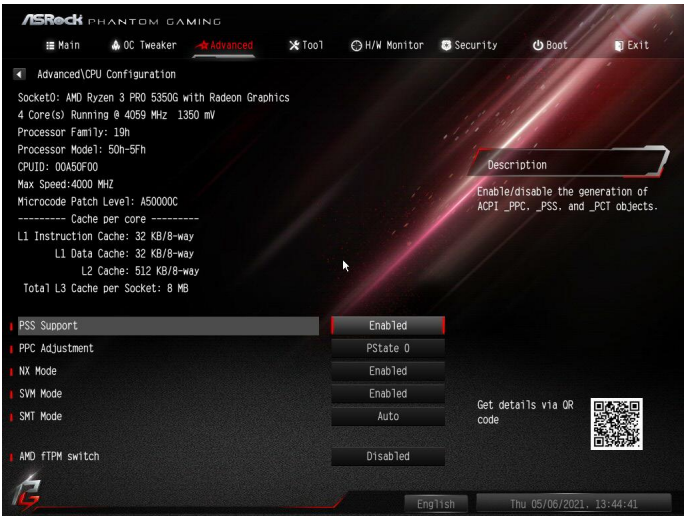 ASRock PHANTOM GAMING
Main OC Tweaker Advanced Tool H/W Monitor Security Boot Exit
Advanced\CPU Configuration
Socket0: AMD Ryzen 3 PRO 5350G with Radeon Graphics
4 Core(s) Running @ 4059 MHz 1350 mV
Processor Family: 19h
Processor Model: 50h-5Fh
CPUID: 00A50F00
Max Speed:4000 MHZ
Microcode Patch Level: A50000C
--------- Cache per core ---------
L1 Instruction Cache: 32 KB/8-way
L1 Data Cache: 32 KB/8-way
L2 Cache: 512 KB/8-way
Total L3 Cache per Socket: 8 MB
Description
Enable/disable the generation of
ACPI _PPC. _PSS. and _PCT objects.
PSS Support Enabled
PPC Adjustment PState 0
NX Mode Enabled
SVM Mode Enabled
SMT Mode Auto
AMD fTPM switch Disabled
Get details via QR
code
English
Thu 05/06/2021. 13:44:41